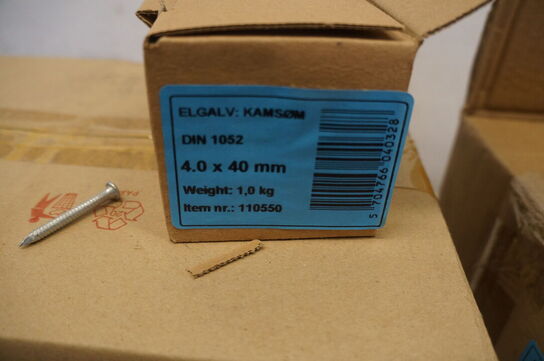 ELGALV: KAMSØM
DIN 1052
4.0 x 40 mm
Weight: 1,0 kg
Item nr.: 110550
5 704766 040328